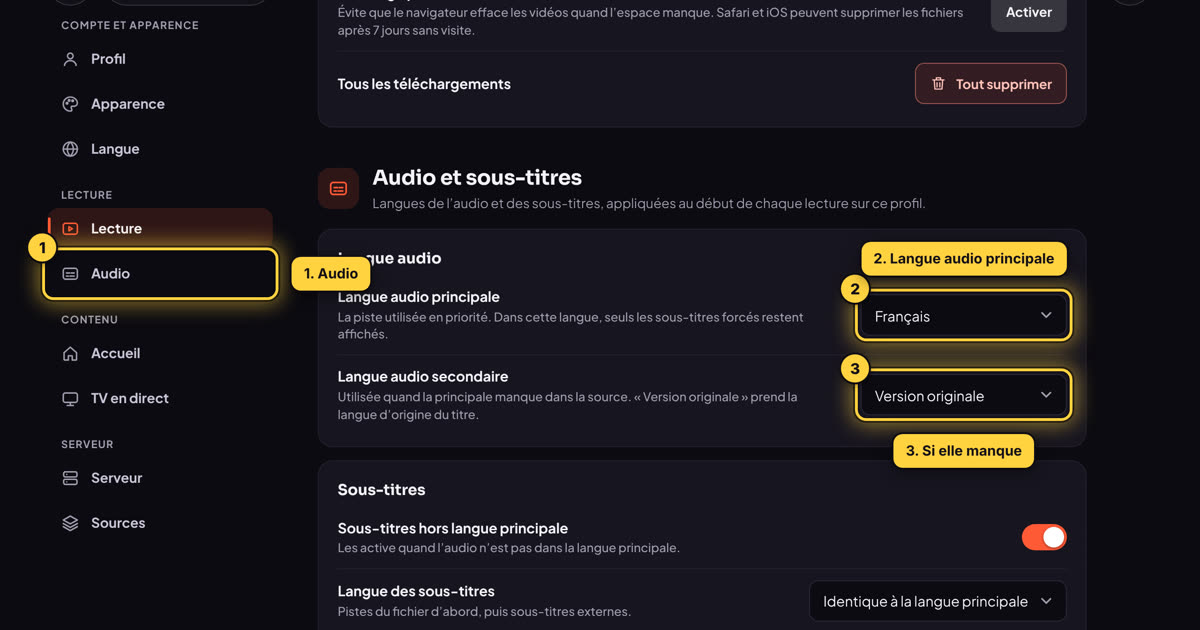 COMPTE ET APPARENCE
Profil
Apparence
Langue
LECTURE
Lecture
1
Audio
1. Audio
CONTENU
Accueil
TV en direct
SERVEUR
Serveur
Sources
Évite que le navigateur efface les vidéos quand l'espace manque. Safari et iOS peuvent supprimer les fichiers
après 7 jours sans visite.
Activer
Tous les téléchargements
Tout supprimer
Audio et sous-titres
Langues de l'audio et des sous-titres, appliquées au début de chaque lecture sur ce profil.
Langue audio
2. Langue audio principale
Langue audio principale
La piste utilisée en priorité. Dans cette langue, seuls les sous-titres forcés restent
affichés.
2
Français
Langue audio secondaire
Utilisée quand la principale manque dans la source. « Version originale » prend la
langue d'origine du titre.
3
Version originale
3. Si elle manque
Sous-titres
Sous-titres hors langue principale
Les active quand l'audio n'est pas dans la langue principale.
Langue des sous-titres
Pistes du fichier d'abord, puis sous-titres externes.
Identique à la langue principale